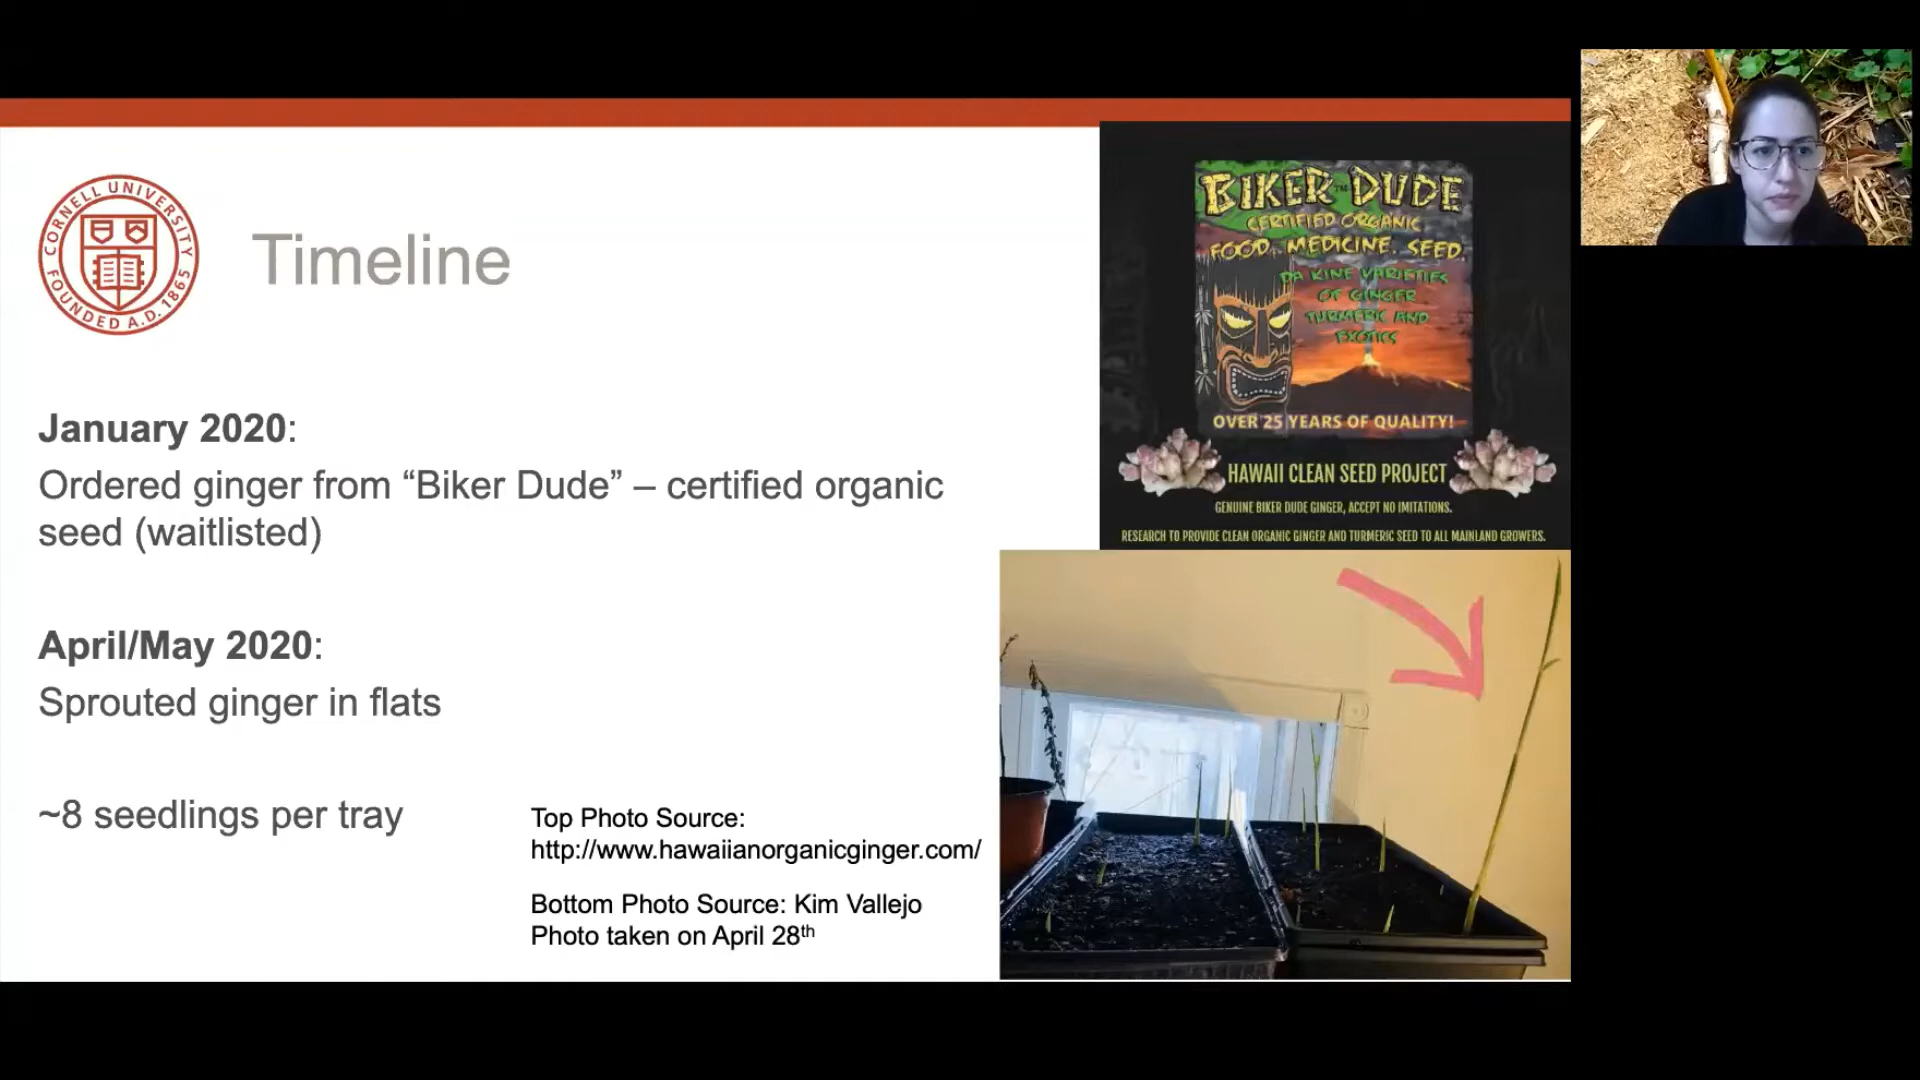 CORNELL UNIVERSITY
FOUNDED A.D. 1865
Timeline
January 2020:
Ordered ginger from “Biker Dude” – certified organic
seed (waitlisted)
April/May 2020:
Sprouted ginger in flats
~8 seedlings per tray
Top Photo Source:
http://www.hawaiianorganicginger.com/
Bottom Photo Source: Kim Vallejo
Photo taken on April 28th
BIKER DUDE
TM
CERTIFIED ORGANIC
FOOD. MEDICINE. SEED.
DA KINE VARIETIES
OF GINGER
TURMERIC AND
EXOTICS
OVER 25 YEARS OF QUALITY!
HAWAII CLEAN SEED PROJECT
GENUINE BIKER DUDE GINGER, ACCEPT NO IMITATIONS.
RESEARCH TO PROVIDE CLEAN ORGANIC GINGER AND TURMERIC SEED TO ALL MAINLAND GROWERS.